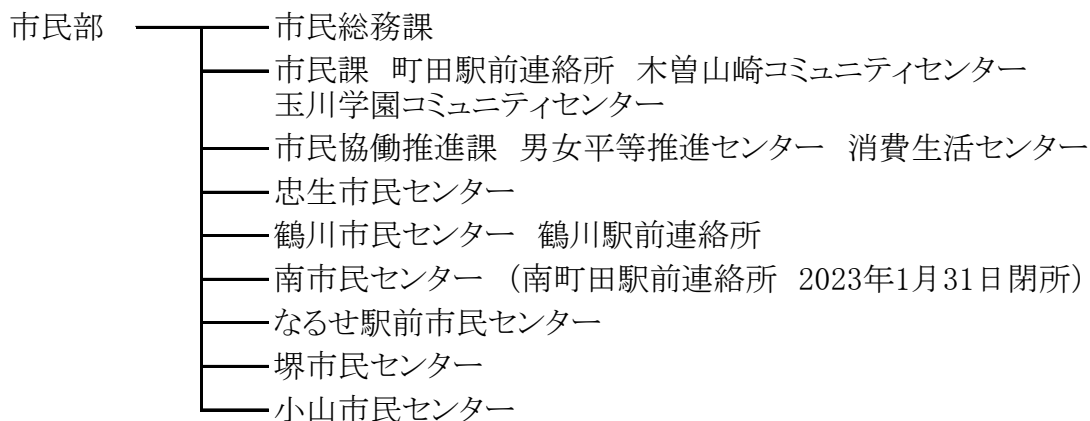 市民部 市民総務課
市民課 町田駅前連絡所 木曽山崎コミュニティセンター
玉川学園コミュニティセンター
市民協働推進課 男女平等推進センター 消費生活センター
忠生市民センター
鶴川市民センター 鶴川駅前連絡所
南市民センター （南町田駅前連絡所 2023年1月31日閉所）
なるせ駅前市民センター
堺市民センター
小山市民センター